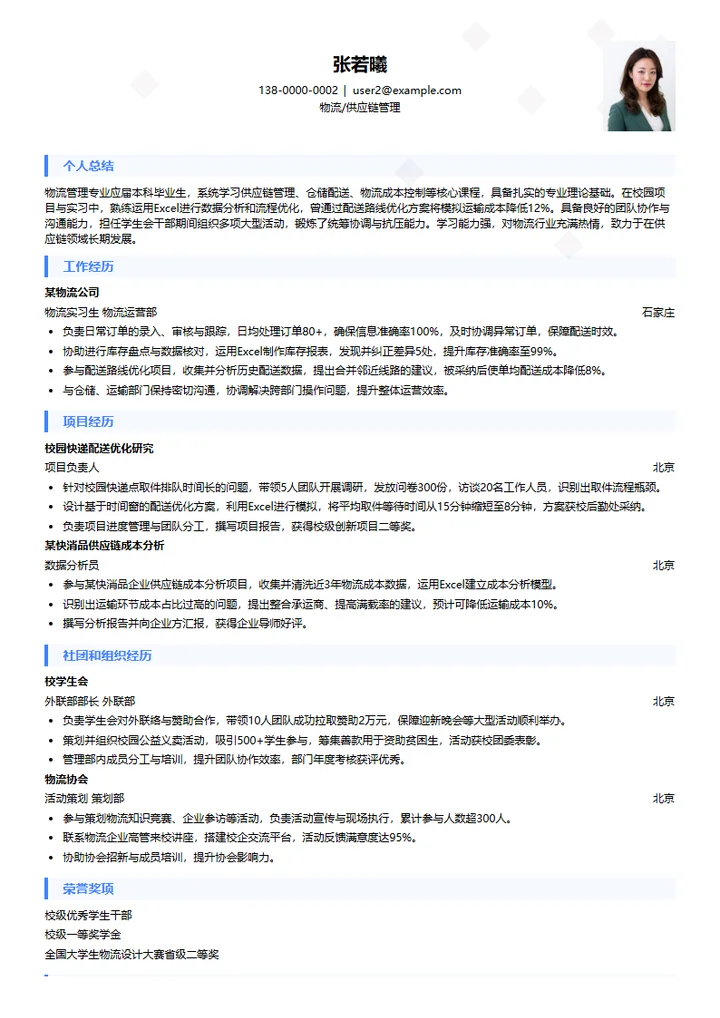 张若曦
138-0000-0002 | user2@example.com
物流/供应链管理
个人总结
物流管理专业应届本科毕业生，系统学习供应链管理、仓储配送、物流成本控制等核心课程，具备扎实的专业理论基础。在校园项
目与实习中，熟练运用Excel进行数据分析和流程优化，曾通过配送路线优化方案将模拟运输成本降低12%。具备良好的团队协作与
沟通能力，担任学生会干部期间组织多项大型活动，锻炼了统筹协调与抗压能力。学习能力强，对物流行业充满热情，致力于在供
应链领域长期发展。
工作经历
某物流公司
物流实习生 物流运营部 石家庄
• 负责日常订单的录入、审核与跟踪，日均处理订单80+，确保信息准确率100%，及时协调异常订单，保障配送时效。
• 协助进行库存盘点与数据核对，运用Excel制作库存报表，发现并纠正差异5处，提升库存准确率至99%。
• 参与配送路线优化项目，收集并分析历史配送数据，提出合并邻近线路的建议，被采纳后使单均配送成本降低8%。
• 与仓储、运输部门保持密切沟通，协调解决跨部门操作问题，提升整体运营效率。
项目经历
校园快递配送优化研究
项目负责人 北京
• 针对校园快递点取件排队时间长的问题，带领5人团队开展调研，发放问卷300份，访谈20名工作人员，识别出取件流程瓶颈。
• 设计基于时间窗的配送优化方案，利用Excel进行模拟，将平均取件等待时间从15分钟缩短至8分钟，方案获校后勤处采纳。
• 负责项目进度管理与团队分工，撰写项目报告，获得校级创新项目二等奖。
某快消品供应链成本分析
数据分析员 北京
• 参与某快消品企业供应链成本分析项目，收集并清洗近3年物流成本数据，运用Excel建立成本分析模型。
• 识别出运输环节成本占比过高的问题，提出整合承运商、提高满载率的建议，预计可降低运输成本10%。
• 撰写分析报告并向企业方汇报，获得企业导师好评。
社团和组织经历
校学生会
外联部部长 外联部 北京
• 负责学生会对外联络与赞助合作，带领10人团队成功拉取赞助2万元，保障迎新晚会等大型活动顺利举办。
• 策划并组织校园公益义卖活动，吸引500+学生参与，筹集善款用于资助贫困生，活动获校团委表彰。
• 管理部内成员分工与培训，提升团队协作效率，部门年度考核获评优秀。
物流协会
活动策划 策划部 北京
• 参与策划物流知识竞赛、企业参访等活动，负责活动宣传与现场执行，累计参与人数超300人。
• 联系物流企业高管来校讲座，搭建校企交流平台，活动反馈满意度达95%。
• 协助协会招新与成员培训，提升协会影响力。
荣誉奖项
校级优秀学生干部
校级一等奖学金
全国大学生物流设计大赛省级二等奖